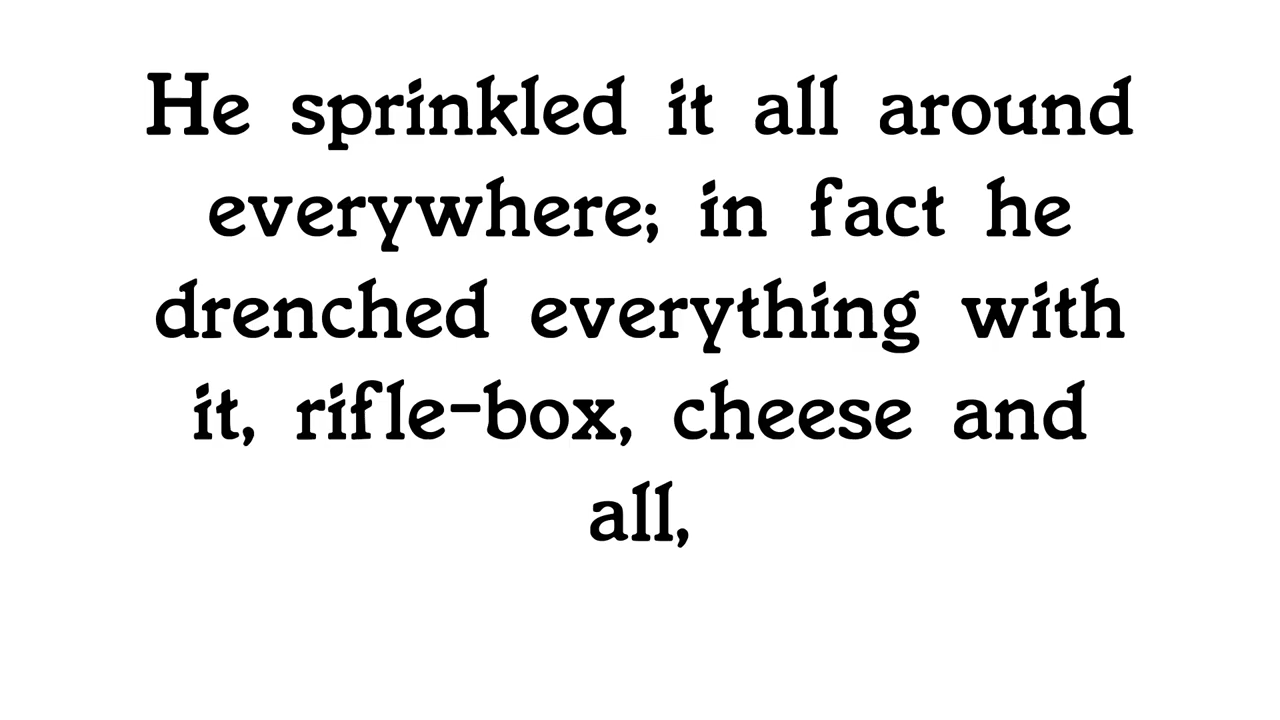 He sprinkled it all around
everywhere; in fact he
drenched everything with
it, rifle-box, cheese and
all,